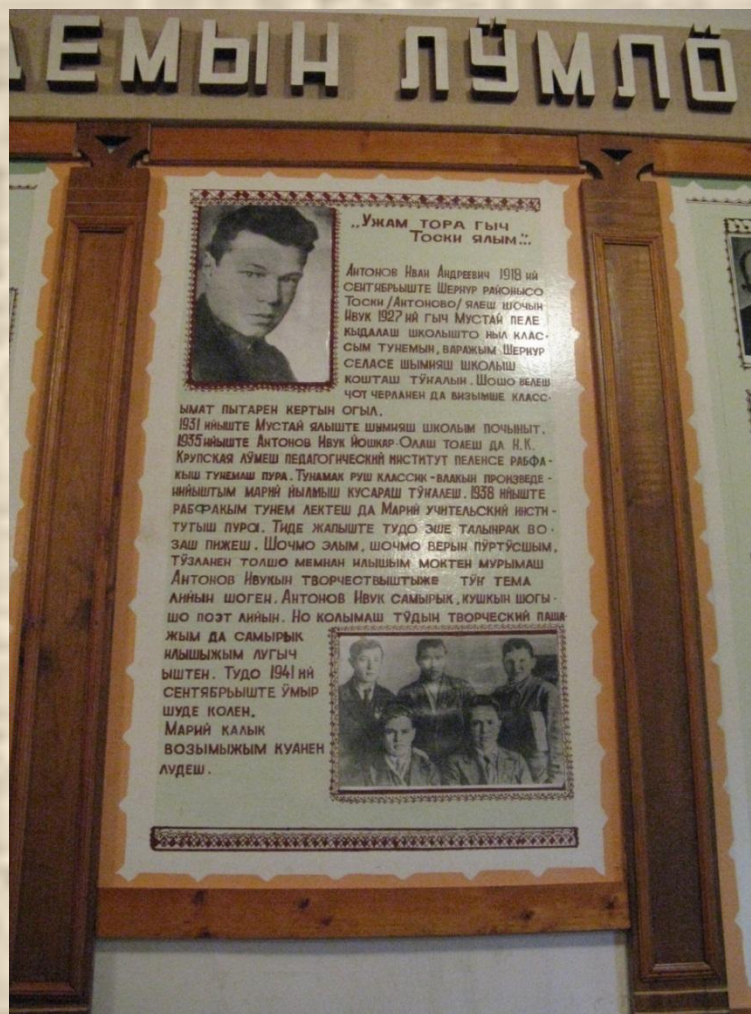 ДЕМЫН ЛӰМЛӦ
„Ужам тора гыч
Тоски ялым..."
Антонов Иван Андреевич 1918 ий
сентябрьыште Шернур районысо
Тоски /Антоново/ ялеш шочын
Ивук 1927 ий гыч Мустай пеле
кыдалаш школышто ныл клас-
сым тунемын, варажым Шернур
селасе шымияш школыш
кошташ тӱҥалын. Шошо велеш
чот черланен да визымше класс-
ымат пытарен кертын огыл.
1931 ийыште Мустай ялыште шымияш школым почыныт.
1935 ийыште Антонов Ивук Йошкар-Олаш толеш да Н.К.
Крупская лӱмеш педагогический институт пеленсе рабфа-
кыш тунемаш пура. Тунамак руш классик-влакын произведе-
нийыштым марий йылмыш кусараш тӱҥалеш. 1938 ийыште
рабфакым тунем лектеш да Марий учительский инсти-
тутыш пура. Тиде жапыште тудо эше талынрак во-
заш пижеш. Шочмо элым, шочмо верын пӱртӱсшым,
тӱзланен толшо мемнан илышым моктен мурымаш
Антонов Ивукын творчествыштыже тӱҥ тема
лийын шоген. Антонов Ивук самырык, кушкын шогы-
шо поэт лийын. Но колымаш тудын творческий паша
жым да самырык
илышыжым лугыч
ыштен. Тудо 1941 ий
сентябрьыште ӱмыр
шуде колен.
Марий калык
возымыжым куанен
лудеш.